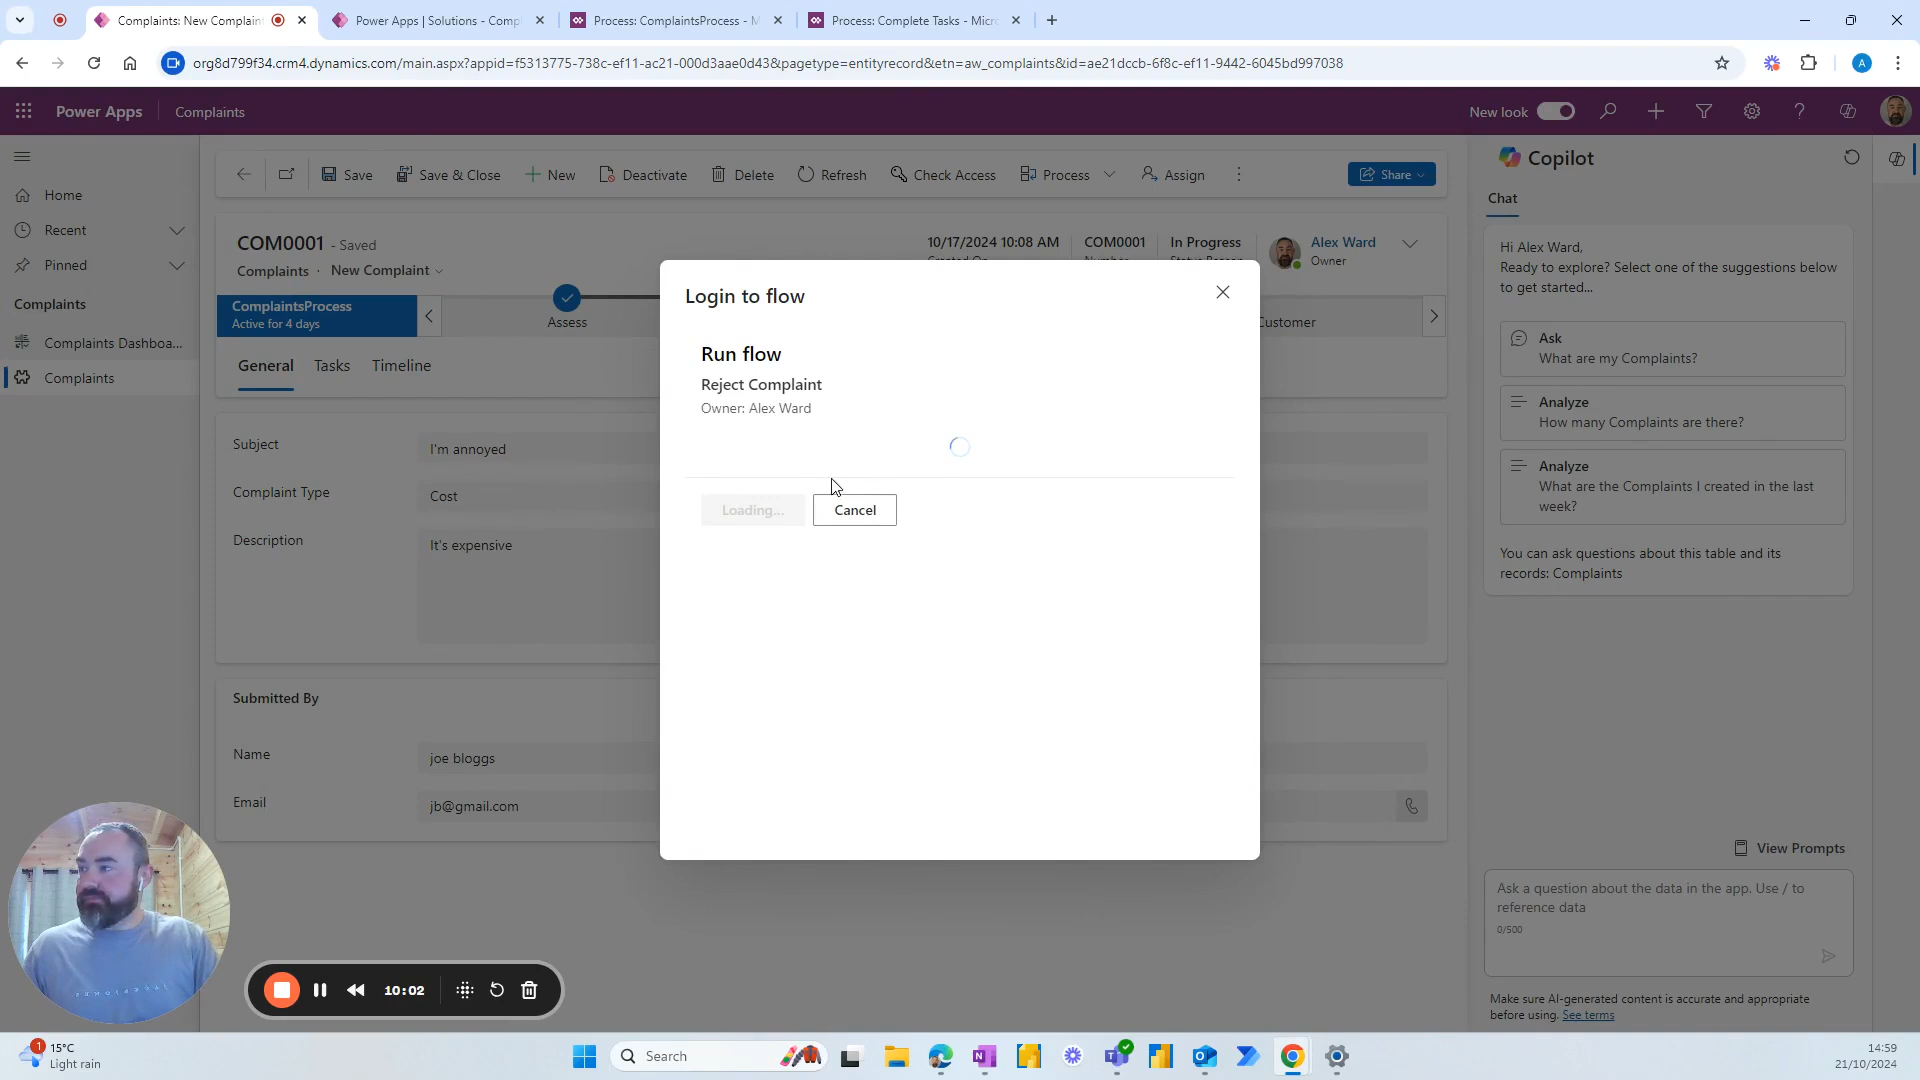 Complaints: New Complaint
Power Apps | Solutions - Compl
Process: ComplaintsProcess - M
Process: Complete Tasks - Micro
org8d799f34.crm4.dynamics.com/main.aspx?appid=f5313775-738c-ef11-ac21-000d3aae0d43&pagetype=entityrecord&etn=aw_complaints&id=ae21dccb-6f8c-ef11-9442-6045bd997038
A
Power Apps
Complaints
New look
Home
Recent
Pinned
Complaints
Complaints Dashboa...
Complaints
Save
Save & Close
New
Deactivate
Delete
Refresh
Check Access
Process
Assign
Share
COM0001 - Saved
Complaints · New Complaint
10/17/2024 10:08 AM
COM0001
In Progress
Alex Ward
Owner
ComplaintsProcess
Active for 4 days
Assess
Customer
General
Tasks
Timeline
Subject
I'm annoyed
Complaint Type
Cost
Description
It's expensive
Submitted By
Name
joe bloggs
Email
jb@gmail.com
Login to flow
Run flow
Reject Complaint
Owner: Alex Ward
Loading...
Cancel
Copilot
Chat
Hi Alex Ward,
Ready to explore? Select one of the suggestions below
to get started...
Ask
What are my Complaints?
Analyze
How many Complaints are there?
Analyze
What are the Complaints I created in the last
week?
You can ask questions about this table and its
records: Complaints
View Prompts
Ask a question about the data in the app. Use / to
reference data
0/500
Make sure AI-generated content is accurate and appropriate
before using. See terms
10:02
1
15°C
Light rain
Search
14:59
21/10/2024